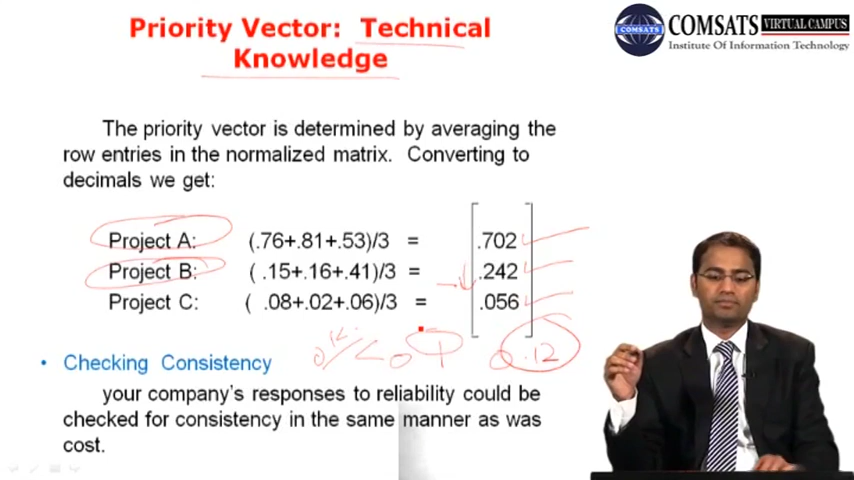 Priority Vector: Technical
Knowledge
COMSATS VIRTUAL CAMPUS
Institute Of Information Technology
COMSATS
The priority vector is determined by averaging the
row entries in the normalized matrix. Converting to
decimals we get:
Project A: (.76+.81+.53)/3 = .702
Project B: ( .15+.16+.41)/3 = .242
Project C: ( .08+.02+.06)/3 = .056
0.12
• Checking Consistency
your company's responses to reliability could be
checked for consistency in the same manner as was
cost.